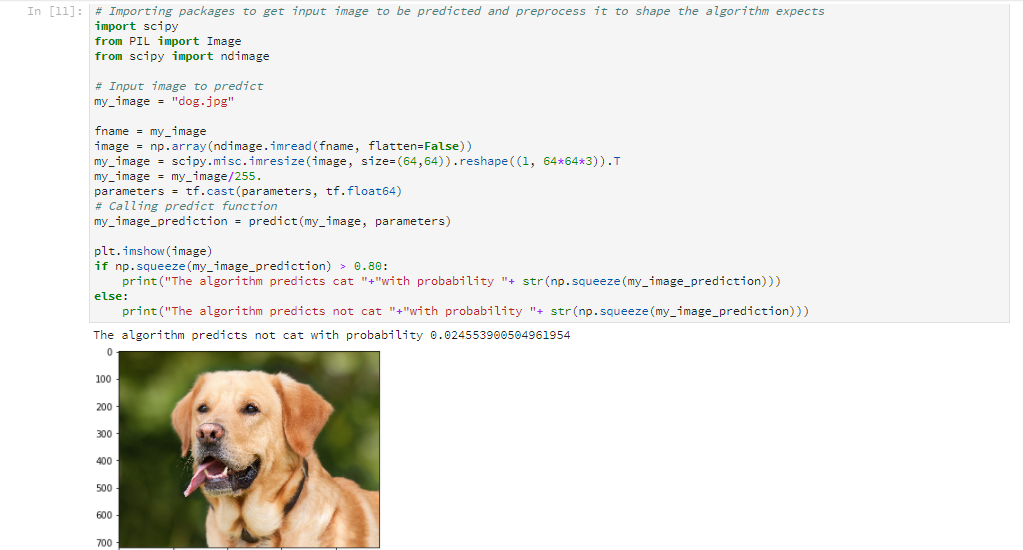 In [11]:
# Importing packages to get input image to be predicted and preprocess it to shape the algorithm expects
import scipy
from PIL import Image
from scipy import ndimage
# Input image to predict
my_image = "dog.jpg"
fname = my_image
image = np.array(ndimage.imread(fname, flatten=False))
my_image = scipy.misc.imresize(image, size=(64,64)).reshape((1, 64*64*3)).T
my_image = my_image/255.
parameters = tf.cast(parameters, tf.float64)
# Calling predict function
my_image_prediction = predict(my_image, parameters)
plt.imshow(image)
if np.squeeze(my_image_prediction) > 0.80:
    print("The algorithm predicts cat "+"with probability "+ str(np.squeeze(my_image_prediction)))
else:
    print("The algorithm predicts not cat "+"with probability "+ str(np.squeeze(my_image_prediction)))
The algorithm predicts not cat with probability 0.024553900504961954
0
100
200
300
400
500
600
700